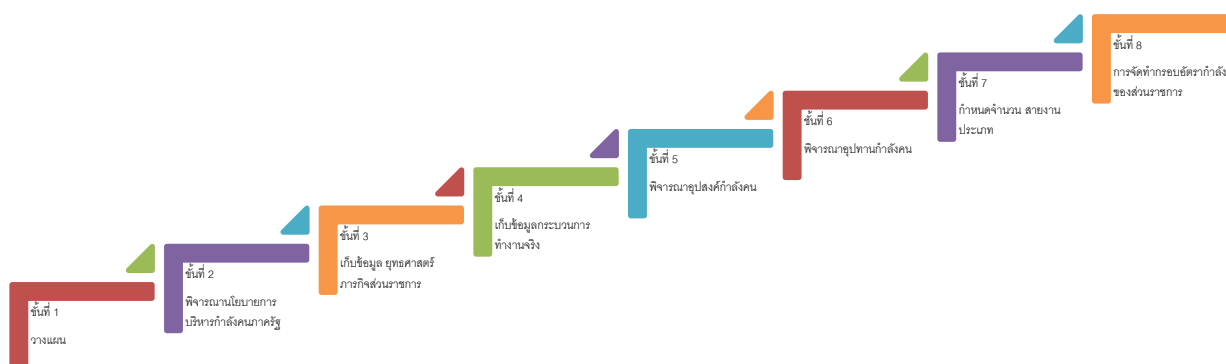 ขั้นที่ 1
วางแผน
ขั้นที่ 2
พิจารณานโยบายการ
บริหารกำลังคนภาครัฐ
ขั้นที่ 3
เก็บข้อมูล ยุทธศาสตร์
ภารกิจส่วนราชการ
ขั้นที่ 4
เก็บข้อมูลกระบวนการ
ทำงานจริง
ขั้นที่ 5
พิจารณาอุปสงค์กำลังคน
ขั้นที่ 6
พิจารณาอุปทานกำลังคน
ขั้นที่ 7
กำหนดจำนวน สายงาน
ประเภท
ขั้นที่ 8
การจัดทำกรอบอัตรากำลัง
ของส่วนราชการ